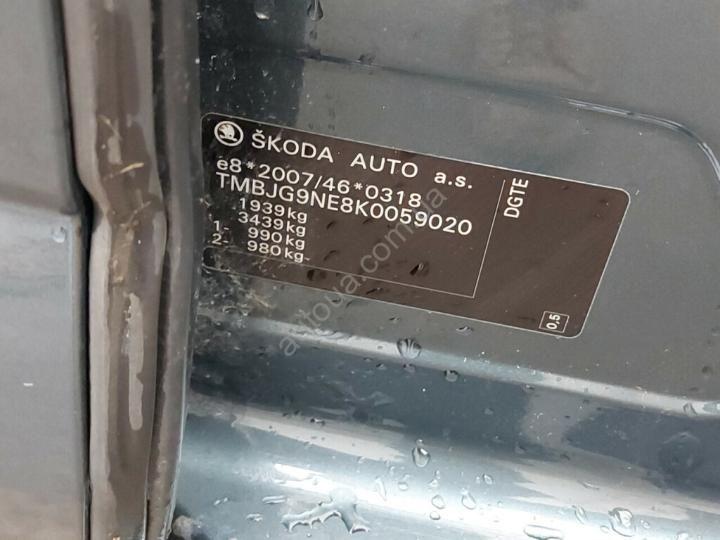 ŠKODA AUTO a.s.
e8*2007/46*0318
TMBJG9NE8K0059020
1939kg
3439kg
1- 990kg
2- 980kg-
DGTE
0,5
autoua.com.ua